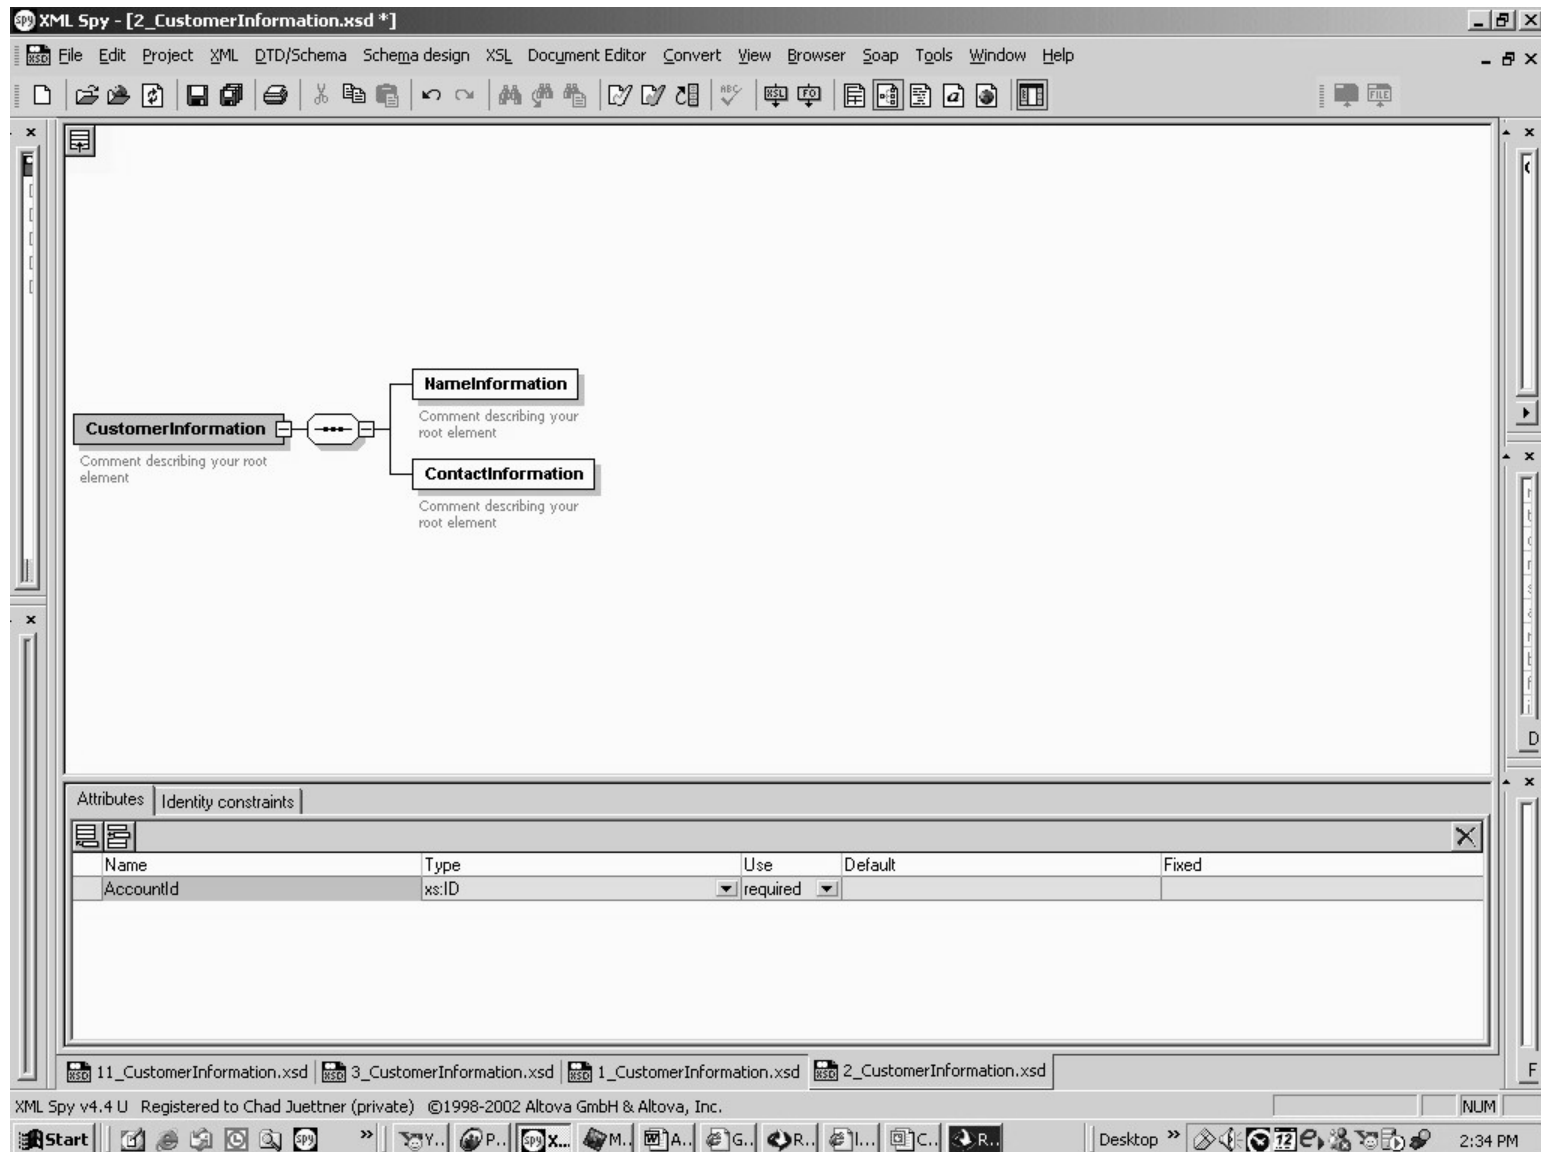 XML Spy - [2_CustomerInformation.xsd *]
File Edit Project XML DTD/Schema Schema design XSL Document Editor Convert View Browser Soap Tools Window Help
NameInformation
Comment describing your
root element
CustomerInformation
Comment describing your root
element
ContactInformation
Comment describing your
root element
Attributes Identity constraints
Name Type Use Default Fixed
AccountId xs:ID required
11_CustomerInformation.xsd 3_CustomerInformation.xsd 1_CustomerInformation.xsd 2_CustomerInformation.xsd
XML Spy v4.4 U Registered to Chad Juettner (private) ©1998-2002 Altova GmbH & Altova, Inc. NUM
Start spy » Y.. P.. X... M.. A.. G.. R.. I... C.. R.. Desktop » 12 2:34 PM